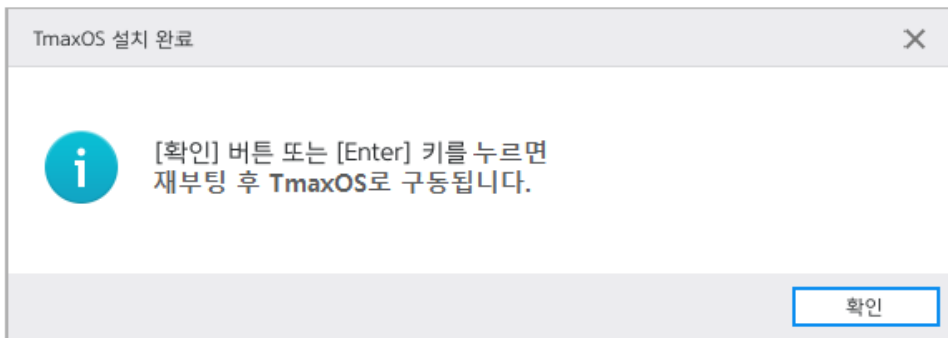 TmaxOS 설치 완료
[확인] 버튼 또는 [Enter] 키를 누르면
재부팅 후 TmaxOS로 구동됩니다.
확인